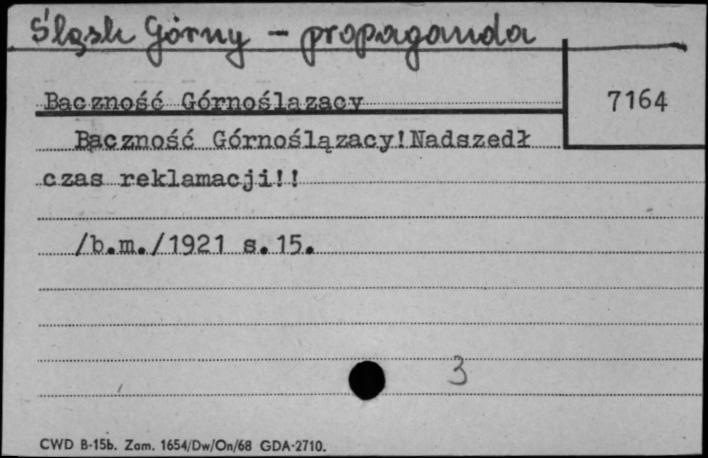 Śląsk Górny - propaganda
7164
Baczność Górnoślązacy
Baczność Górnoślązacy!Nadszedł
czas reklamacji!!
/b.m./1921 s.15.
3
CWD B-15b. Zam. 1654/Dw/On/68 GDA-2710.